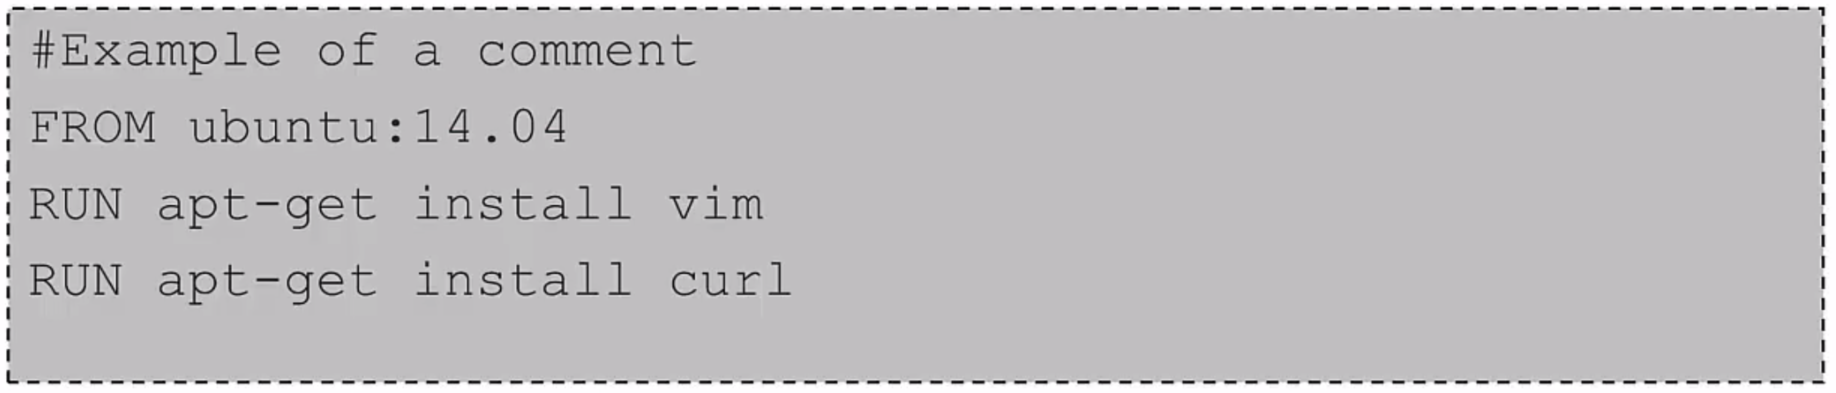 #Example of a comment
FROM ubuntu:14.04
RUN apt-get install vim
RUN apt-get install curl